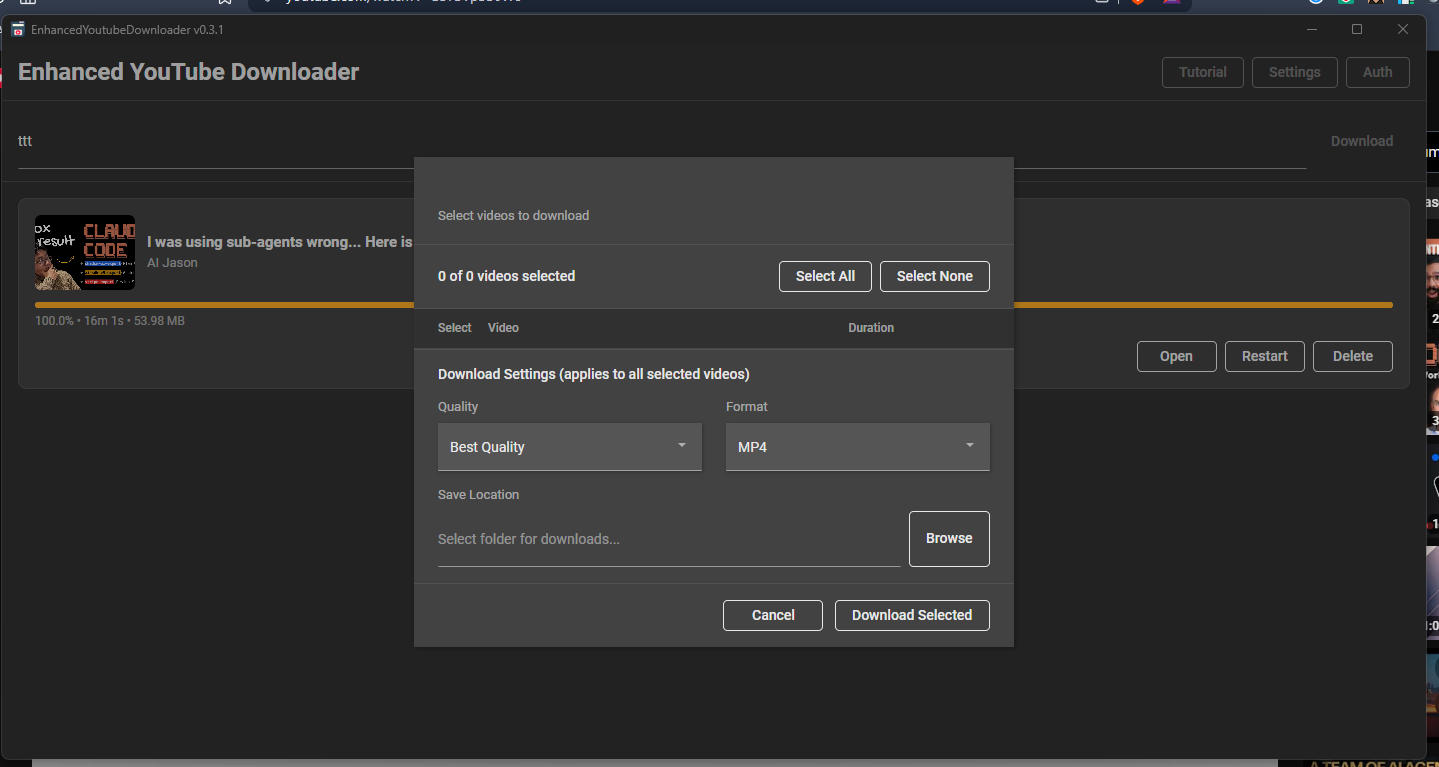 EnhancedYoutubeDownloader v0.3.1
Enhanced YouTube Downloader
Tutorial
Settings
Auth
ttt
Download
ox
result
CLAUD
CODE
I was using sub-agents wrong... Here is
AI Jason
100.0% • 16m 1s • 53.98 MB
Open
Restart
Delete
Select videos to download
0 of 0 videos selected
Select All
Select None
Select
Video
Duration
Download Settings (applies to all selected videos)
Quality
Format
Best Quality
MP4
Save Location
Select folder for downloads...
Browse
Cancel
Download Selected